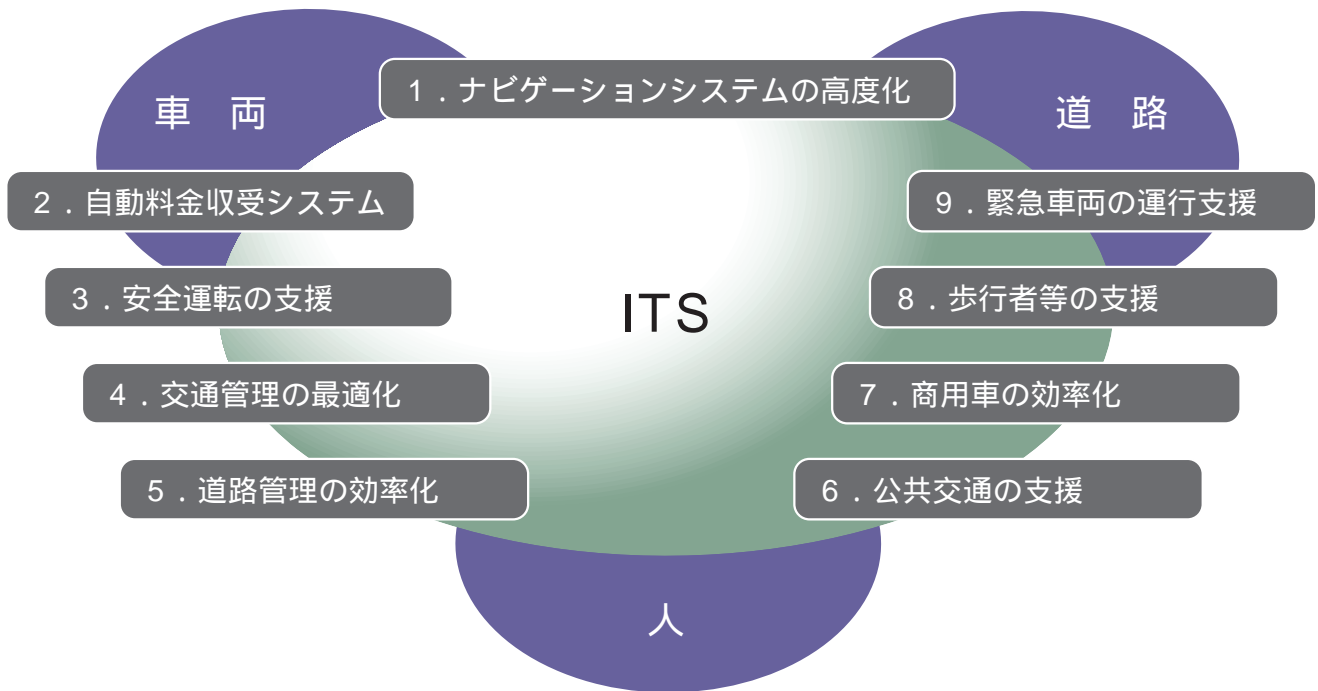 車 両
道 路
1．ナビゲーションシステムの高度化
2．自動料金収受システム
3．安全運転の支援
4．交通管理の最適化
5．道路管理の効率化
ITS
9．緊急車両の運行支援
8．歩行者等の支援
7．商用車の効率化
6．公共交通の支援
人